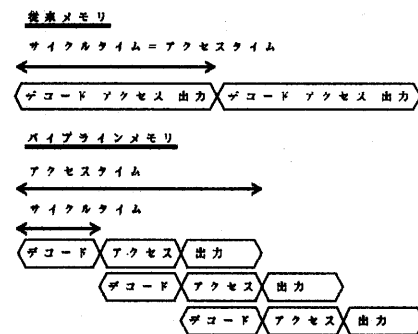 従来メモリ
サイクルタイム＝アクセスタイム
デコード アクセス 出力 デコード アクセス 出力
パイプラインメモリ
アクセスタイム
サイクルタイム
デコード アクセス 出力
デコード アクセス 出力
デコード アクセス 出力